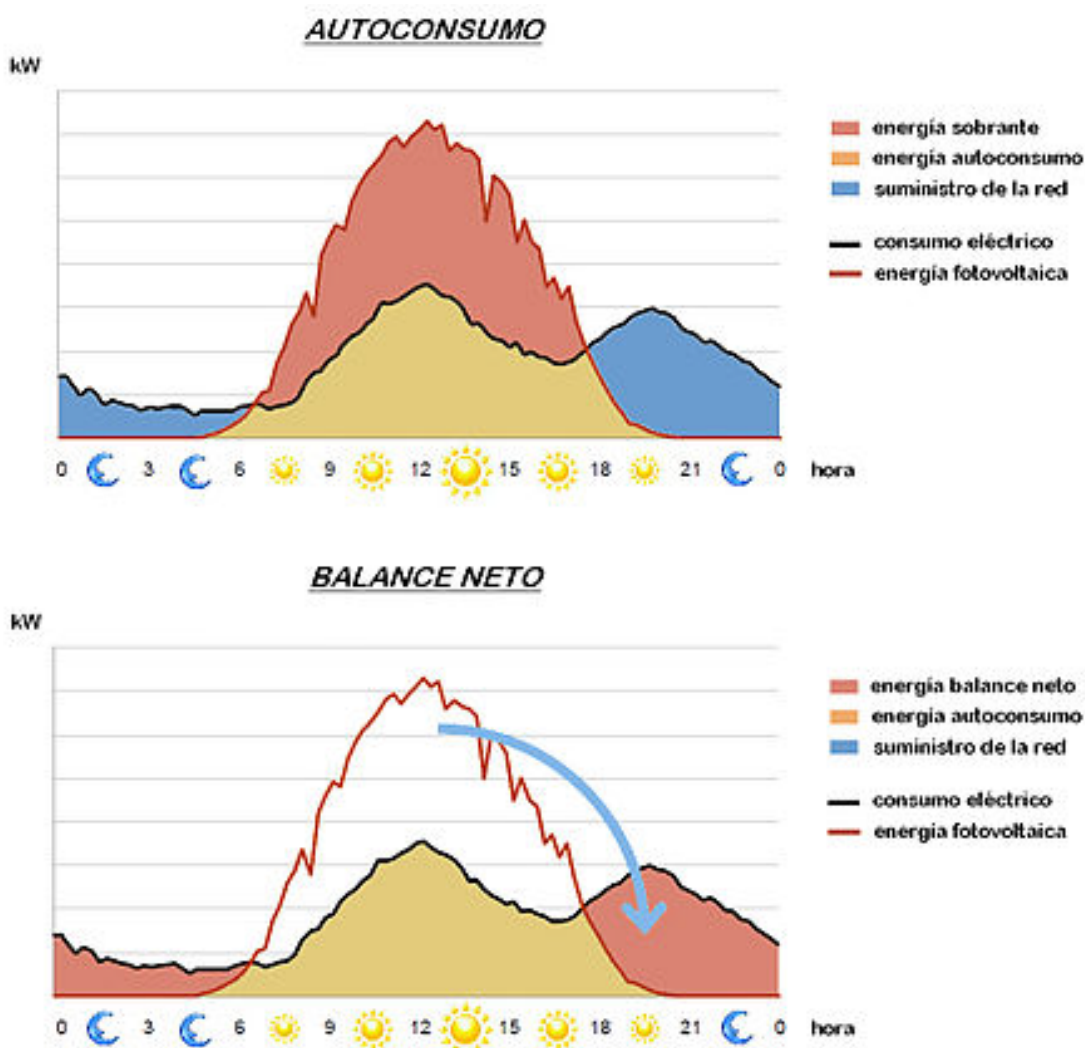 AUTOCONSUMO
kW
energía sobrante
energía autoconsumo
suministro de la red
consumo eléctrico
energía fotovoltaica
0 3 6 9 12 15 18 21 0 hora
BALANCE NETO
kW
energía balance neto
energía autoconsumo
suministro de la red
consumo eléctrico
energía fotovoltaica
0 3 6 9 12 15 18 21 0 hora